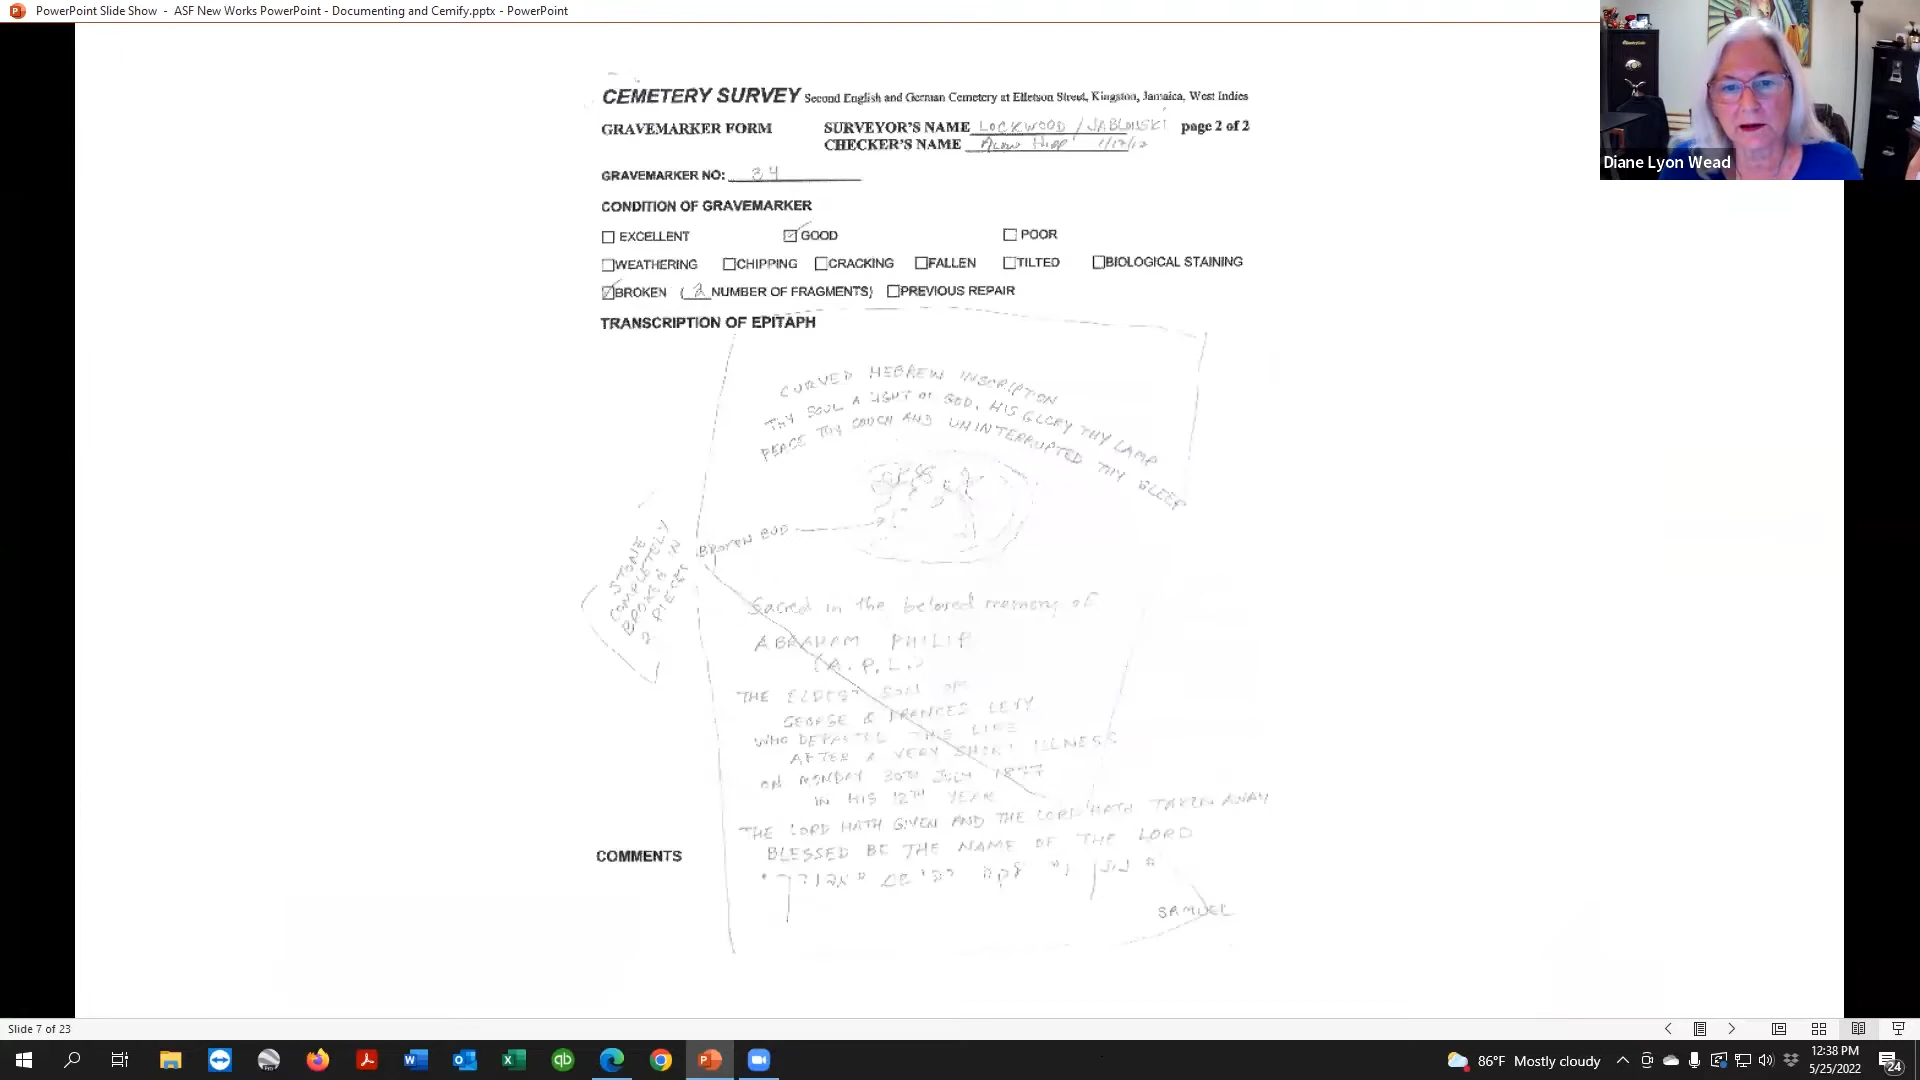 PowerPoint Slide Show - ASF New Works PowerPoint - Documenting and Cemify.pptx - PowerPoint
Diane Lyon Wead
CEMETERY SURVEY Second English and German Cemetery at Elletson Street, Kingston, Jamaica, West Indies
GRAVEMARKER FORM SURVEYOR'S NAME LOCKWOOD / JABLONSKI page 2 of 2
CHECKER'S NAME 1/17/12
GRAVEMARKER NO: 34
CONDITION OF GRAVEMARKER
EXCELLENT GOOD POOR
WEATHERING CHIPPING CRACKING FALLEN TILTED BIOLOGICAL STAINING
BROKEN (2 NUMBER OF FRAGMENTS) PREVIOUS REPAIR
TRANSCRIPTION OF EPITAPH
CURVED HEBREW INSCRIPTION
THY SOUL A LIGHT OF GOD, HIS GLORY THY LAMP
PEACE THY COUCH AND UNINTERRUPTED THY SLEEP
BROKEN BUD
STONE
COMPLETELY
BROKEN IN
2 PIECES
Sacred in the beloved memory of
ABRAHAM PHILIP
(A.P.L.)
THE ELDEST SON OF
GEORGE & FRANCES LEVY
WHO DEPARTED THIS LIFE
AFTER A VERY SHORT ILLNESS
ON MONDAY 30TH JULY 1877
IN HIS 12TH YEAR
THE LORD HATH GIVEN AND THE LORD HATH TAKEN AWAY
BLESSED BE THE NAME OF THE LORD
COMMENTS
SAMUEL
Slide 7 of 23
86°F Mostly cloudy
12:38 PM
5/25/2022
24